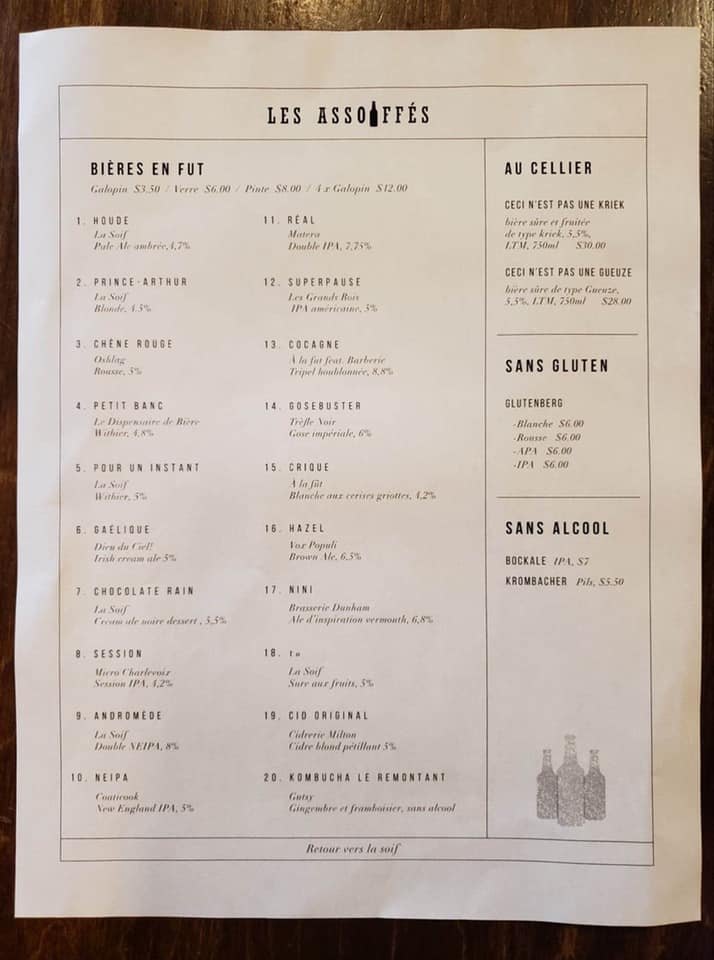 LES ASSOIFFÉS
BIÈRES EN FUT
Galopin $3.50 / Verre $6.00 / Pinte $8.00 / 4 x Galopin $12.00
1. HOUDE
La Soif
Pale Ale ambrée,4,7%
2. PRINCE-ARTHUR
La Soif
Blonde, 4.5%
3. CHÊNE ROUGE
Oshlag
Rousse, 5%
4. PETIT BANC
Le Dispensaire de Bière
Witbier, 4,8%
5. POUR UN INSTANT
La Soif
Witbier, 5%
6. GAÉLIQUE
Dieu du Ciel!
Irish cream ale 5%
7. CHOCOLATE RAIN
La Soif
Cream ale noire dessert , 5,5%
8. SESSION
Micro Charlevoix
Session IPA, 4,2%
9. ANDROMÈDE
La Soif
Double NEIPA, 8%
10. NEIPA
Coaticook
New England IPA, 5%
11. RÉAL
Matera
Double IPA, 7,75%
12. SUPERPAUSE
Les Grands Bois
IPA américaine, 5%
13. COCAGNE
À la fut feat. Barberie
Tripel houblonnée, 8,8%
14. GOSEBUSTER
Trèfle Noir
Gose impériale, 6%
15. CRIQUE
À la fût
Blanche aux cerises griottes, 4,2%
16. HAZEL
Vox Populi
Brown Ale, 6.5%
17. NINI
Brasserie Dunham
Ale d'inspiration vermonth, 6,8%
18.
La Soif
Sure aux fruits, 5%
19. CID ORIGINAL
Cidrerie Milton
Cidre blond pétillant 5%
20. KOMBUCHA LE REMONTANT
Gutsy
Gingembre et framboisier, sans alcool
AU CELLIER
CECI N'EST PAS UNE KRIEK
bière sûre et fruitée
de type kriek, 5,5%,
LTM, 750ml $30.00
CECI N'EST PAS UNE GUEUZE
bière sûre de type Gueuze,
5,5%, LTM, 750ml $28.00
SANS GLUTEN
GLUTENBERG
-Blanche $6.00
-Rousse $6.00
-APA $6.00
-IPA $6.00
SANS ALCOOL
BOCKALE IPA, $7
KROMBACHER Pils, $5.50
Retour vers la soif